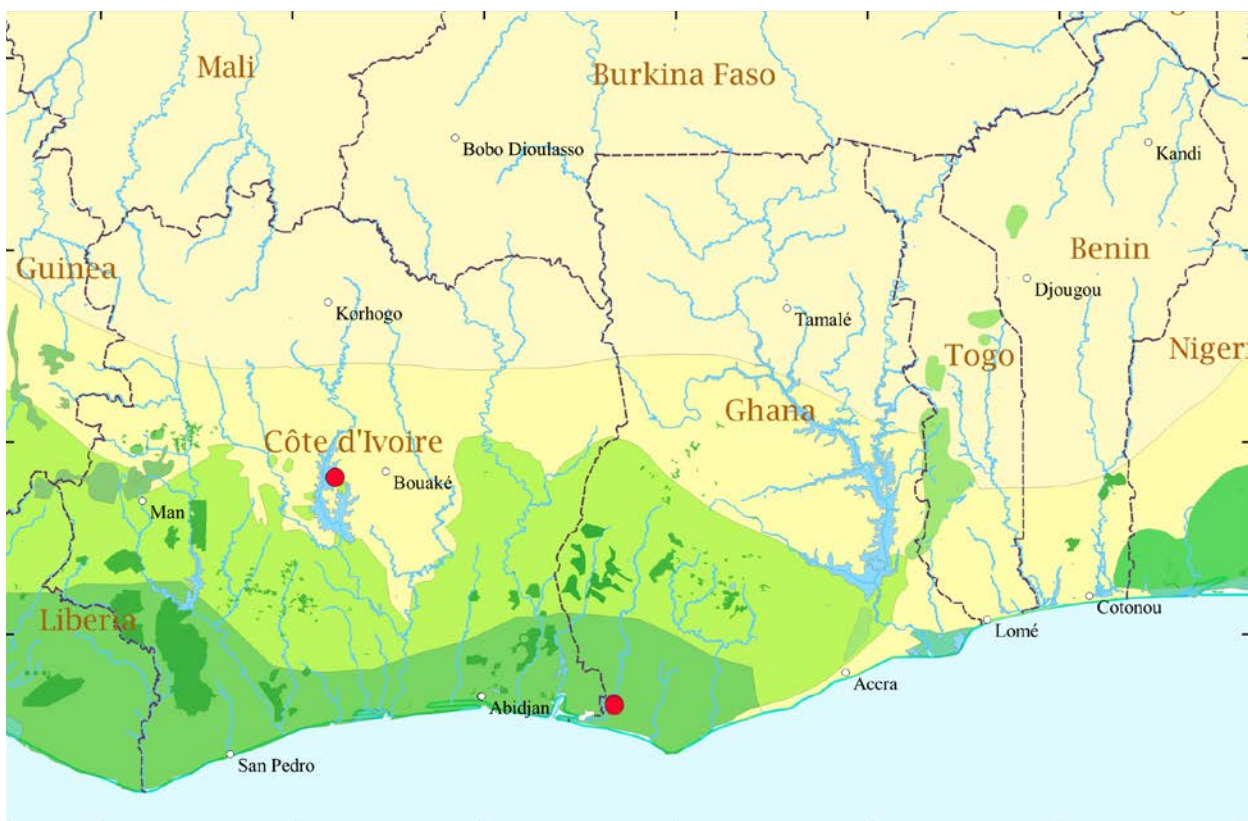 Mali
Burkina Faso
Bobo Dioulasso
Kandi
Benin
Guinea
Djougou
Korhogo
Tamalé
Togo
Nigeri
Ghana
Côte d'Ivoire
Bouaké
Man
Liberia
Cotonou
Lomé
Accra
Abidjan
San Pedro